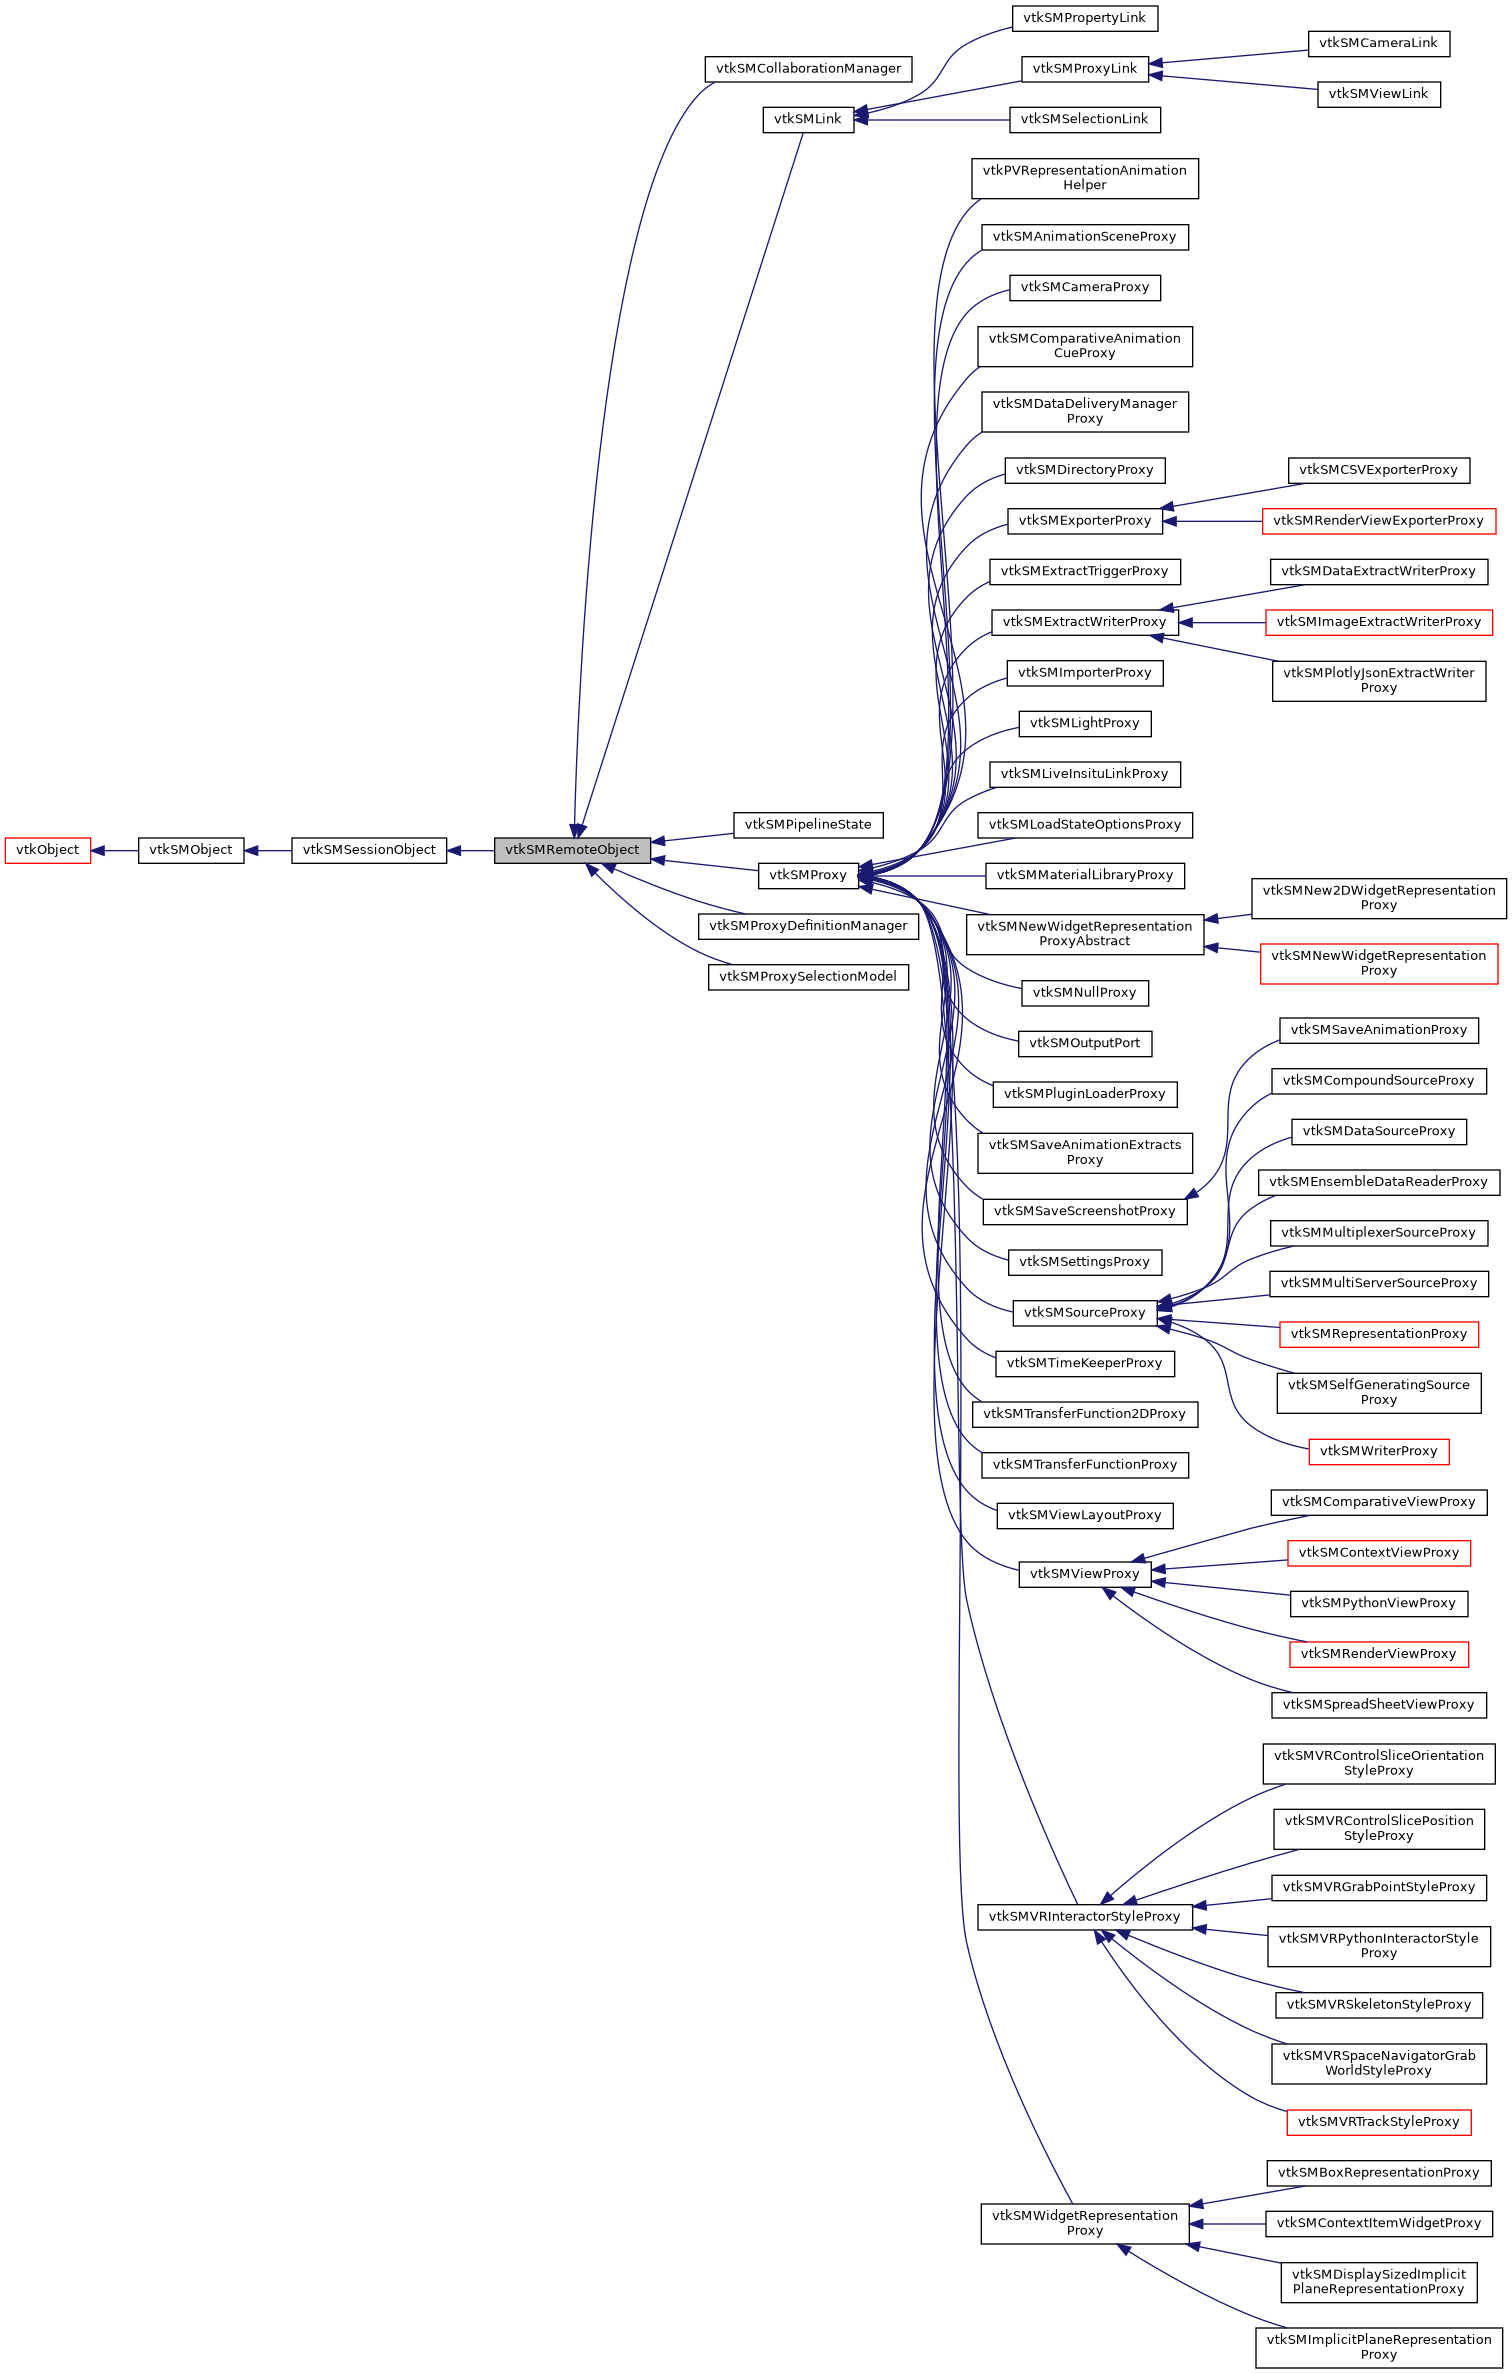 vtkObject
vtkSMObject
vtkSMSessionObject
vtkSMRemoteObject
vtkSMCollaborationManager
vtkSMLink
vtkSMPipelineState
vtkSMProxy
vtkSMProxyDefinitionManager
vtkSMProxySelectionModel
vtkSMPropertyLink
vtkSMProxyLink
vtkSMSelectionLink
vtkPVRepresentationAnimation
Helper
vtkSMAnimationSceneProxy
vtkSMCameraProxy
vtkSMComparativeAnimation
CueProxy
vtkSMDataDeliveryManager
Proxy
vtkSMDirectoryProxy
vtkSMExporterProxy
vtkSMExtractTriggerProxy
vtkSMExtractWriterProxy
vtkSMImporterProxy
vtkSMLightProxy
vtkSMLiveInsituLinkProxy
vtkSMLoadStateOptionsProxy
vtkSMMaterialLibraryProxy
vtkSMNewWidgetRepresentation
ProxyAbstract
vtkSMNullProxy
vtkSMOutputPort
vtkSMPluginLoaderProxy
vtkSMSaveAnimationExtracts
Proxy
vtkSMSaveScreenshotProxy
vtkSMSettingsProxy
vtkSMSourceProxy
vtkSMTimeKeeperProxy
vtkSMTransferFunction2DProxy
vtkSMTransferFunctionProxy
vtkSMViewLayoutProxy
vtkSMViewProxy
vtkSMVRInteractorStyleProxy
vtkSMWidgetRepresentation
Proxy
vtkSMCameraLink
vtkSMViewLink
vtkSMCSVExporterProxy
vtkSMRenderViewExporterProxy
vtkSMDataExtractWriterProxy
vtkSMImageExtractWriterProxy
vtkSMPlotlyJsonExtractWriter
Proxy
vtkSMNew2DWidgetRepresentation
Proxy
vtkSMNewWidgetRepresentation
Proxy
vtkSMSaveAnimationProxy
vtkSMCompoundSourceProxy
vtkSMDataSourceProxy
vtkSMEnsembleDataReaderProxy
vtkSMMultiplexerSourceProxy
vtkSMMultiServerSourceProxy
vtkSMRepresentationProxy
vtkSMSelfGeneratingSource
Proxy
vtkSMWriterProxy
vtkSMComparativeViewProxy
vtkSMContextViewProxy
vtkSMPythonViewProxy
vtkSMRenderViewProxy
vtkSMSpreadSheetViewProxy
vtkSMVRControlSliceOrientation
StyleProxy
vtkSMVRControlSlicePosition
StyleProxy
vtkSMVRGrabPointStyleProxy
vtkSMVRPythonInteractorStyle
Proxy
vtkSMVRSkeletonStyleProxy
vtkSMVRSpaceNavigatorGrab
WorldStyleProxy
vtkSMVRTrackStyleProxy
vtkSMBoxRepresentationProxy
vtkSMContextItemWidgetProxy
vtkSMDisplaySizedImplicit
PlaneRepresentationProxy
vtkSMImplicitPlaneRepresentation
Proxy